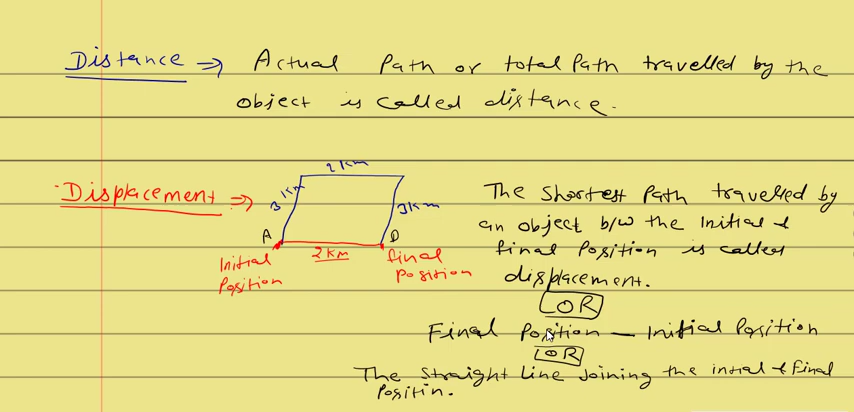 Distance → Actual Path or total Path travelled by the
object is called distance.
Displacement →
2 Km
3 Km
3 Km
A
D
2 Km
Initial
Position
final
Position
The Shortest Path travelled by
an object b/w the Initial &
final Position is called
displacement.
OR
Final Position — Initial Position
OR
The straight Line Joining the intial & Final
Positin.